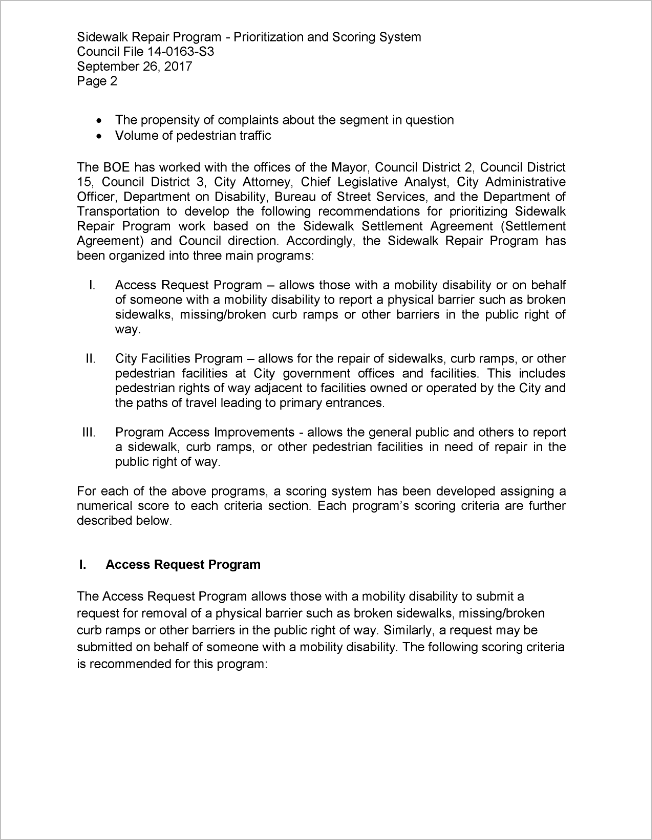 Sidewalk Repair Program - Prioritization and Scoring System
Council File 14-0163-S3
September 26, 2017
Page 2
• The propensity of complaints about the segment in question
• Volume of pedestrian traffic
The BOE has worked with the offices of the Mayor, Council District 2, Council District
15, Council District 3, City Attorney, Chief Legislative Analyst, City Administrative
Officer, Department on Disability, Bureau of Street Services, and the Department of
Transportation to develop the following recommendations for prioritizing Sidewalk
Repair Program work based on the Sidewalk Settlement Agreement (Settlement
Agreement) and Council direction. Accordingly, the Sidewalk Repair Program has
been organized into three main programs:
I. Access Request Program – allows those with a mobility disability or on behalf
of someone with a mobility disability to report a physical barrier such as broken
sidewalks, missing/broken curb ramps or other barriers in the public right of
way.
II. City Facilities Program – allows for the repair of sidewalks, curb ramps, or other
pedestrian facilities at City government offices and facilities. This includes
pedestrian rights of way adjacent to facilities owned or operated by the City and
the paths of travel leading to primary entrances.
III. Program Access Improvements - allows the general public and others to report
a sidewalk, curb ramps, or other pedestrian facilities in need of repair in the
public right of way.
For each of the above programs, a scoring system has been developed assigning a
numerical score to each criteria section. Each program's scoring criteria are further
described below.
I. Access Request Program
The Access Request Program allows those with a mobility disability to submit a
request for removal of a physical barrier such as broken sidewalks, missing/broken
curb ramps or other barriers in the public right of way. Similarly, a request may be
submitted on behalf of someone with a mobility disability. The following scoring criteria
is recommended for this program: